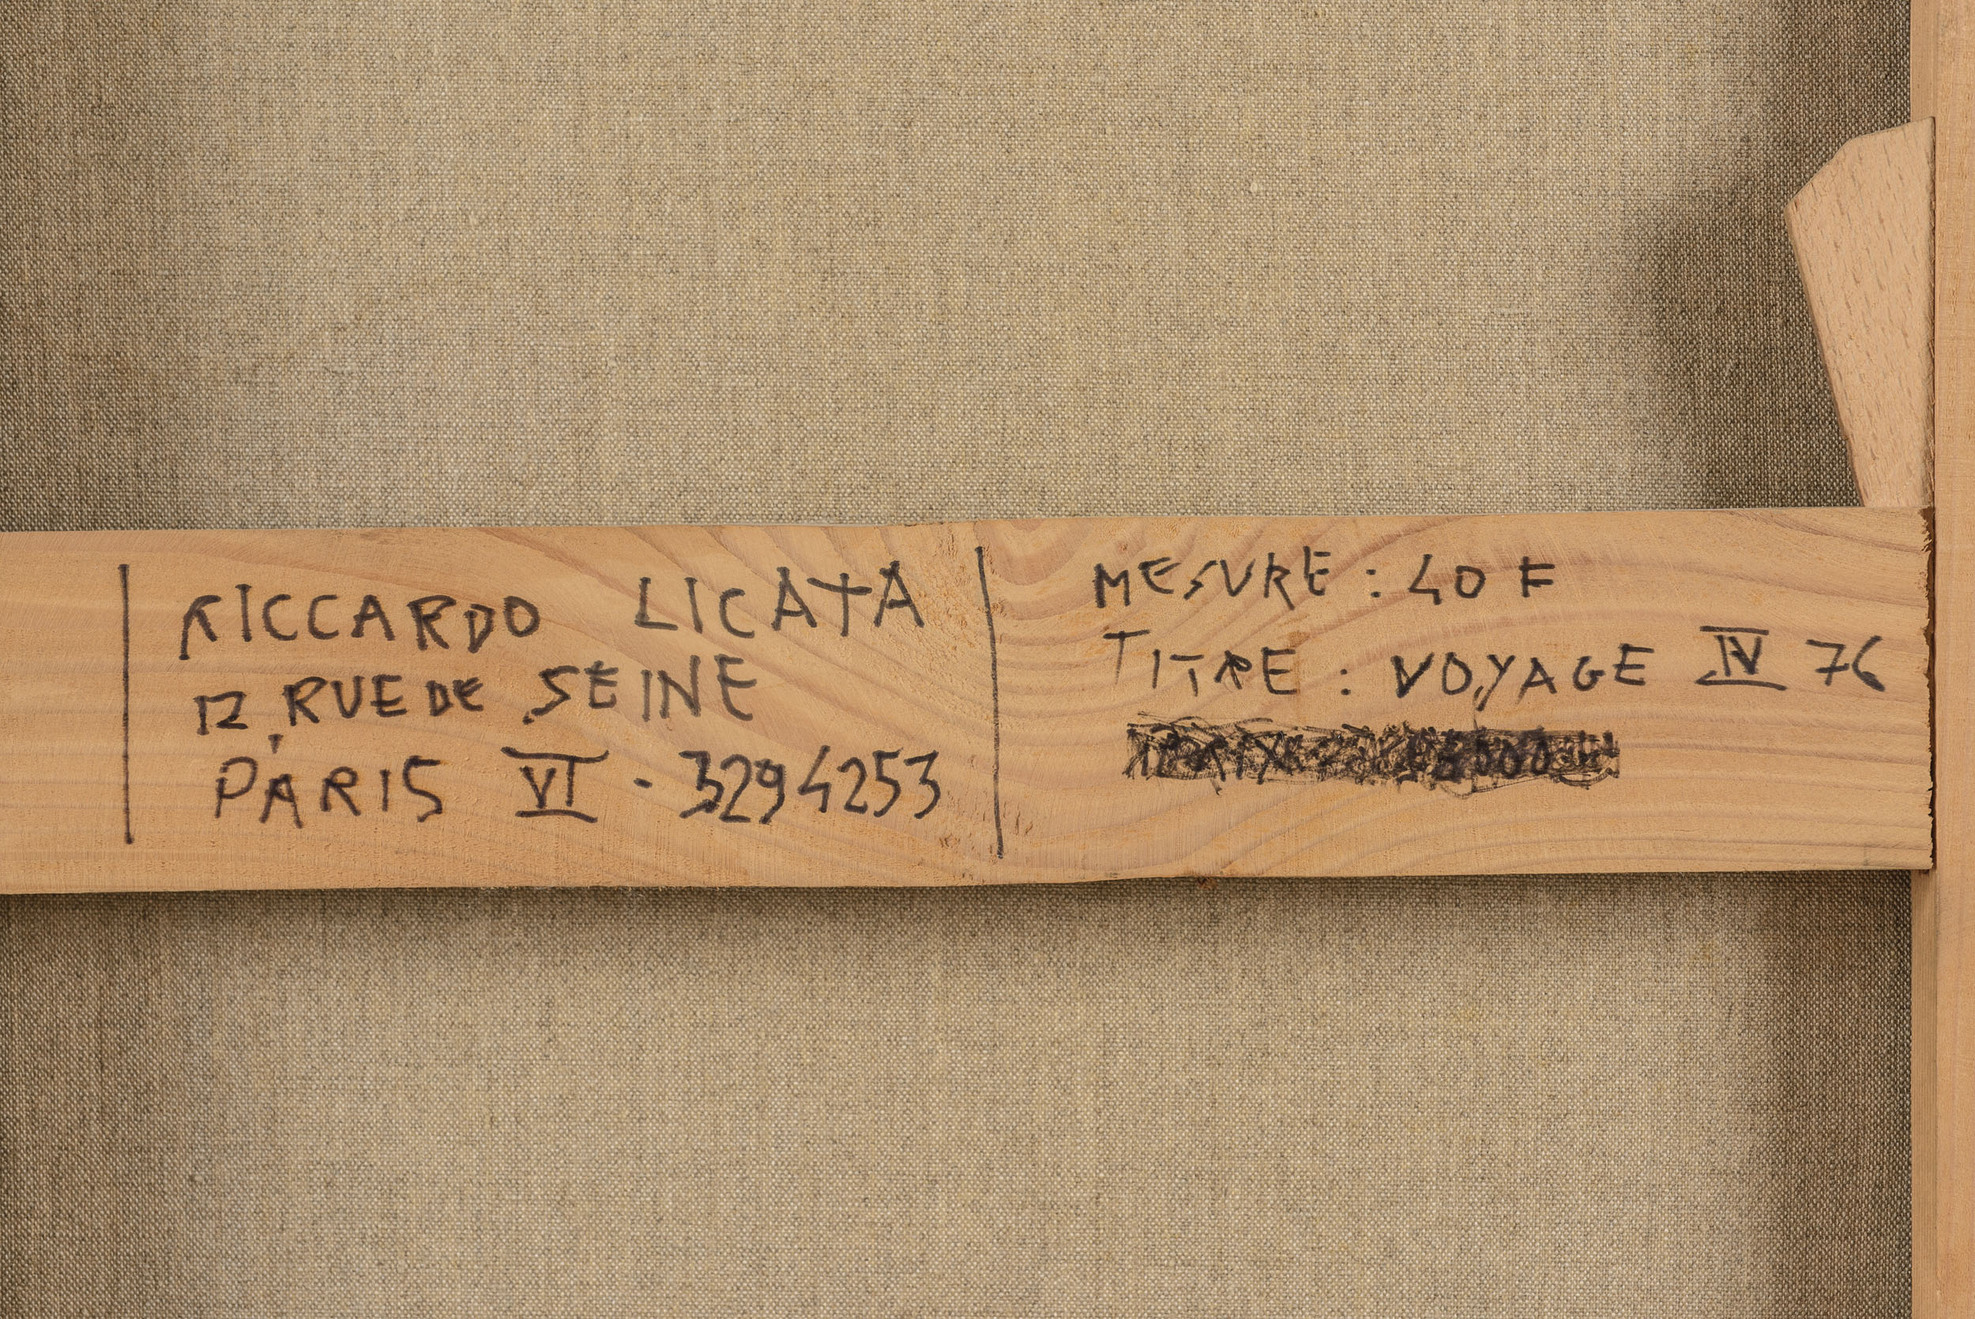 RICCARDO LICATA
12, RUE DE SEINE
PARIS VI - 3294253
MESURE : 40 F
TITRE : VOYAGE IV 76